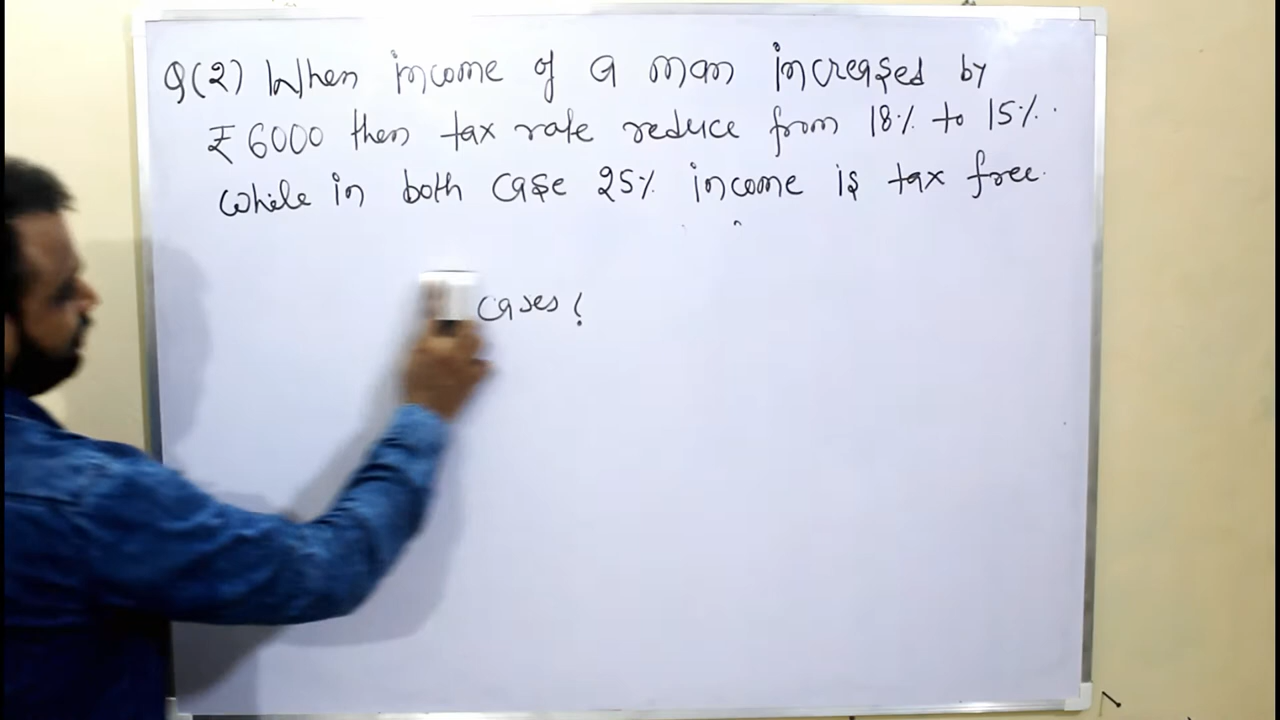 Q(2) When income of a man increased by
₹ 6000 then tax rate reduce from 18% to 15%.
while in both case 25% income is tax free.
cases ?